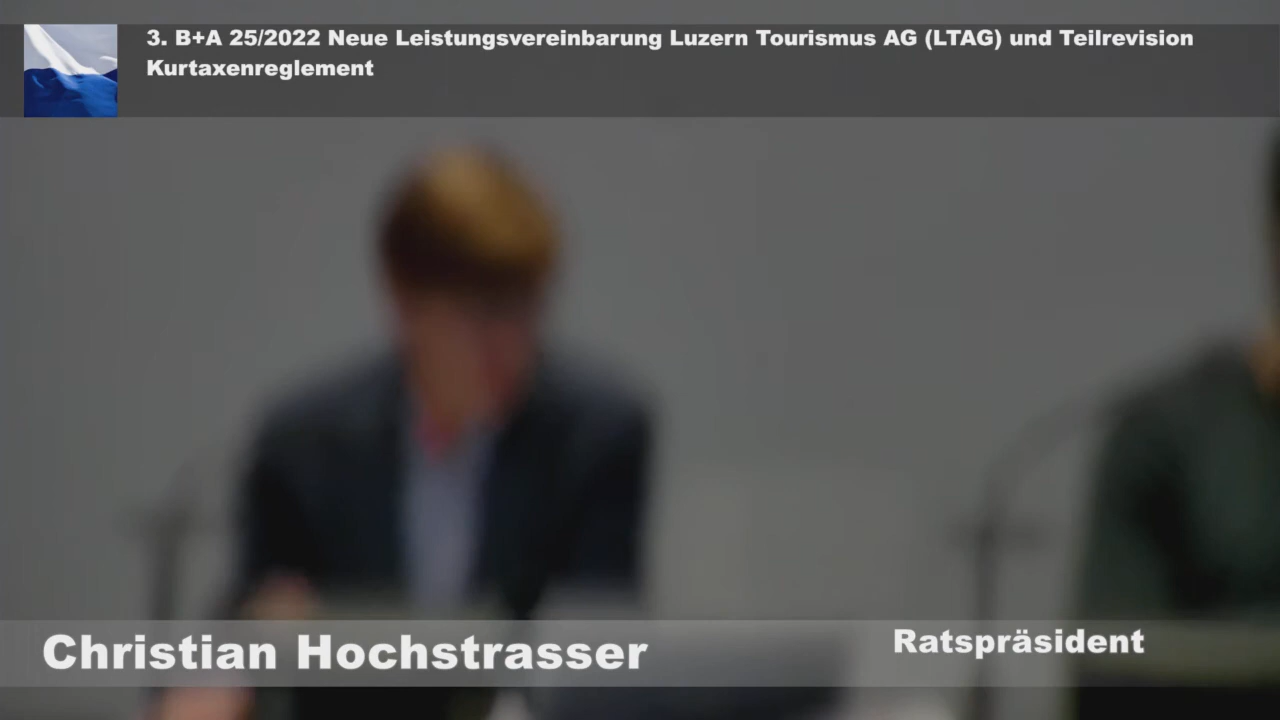 3. B+A 25/2022 Neue Leistungsvereinbarung Luzern Tourismus AG (LTAG) und Teilrevision
Kurtaxenreglement
Christian Hochstrasser
Ratspräsident